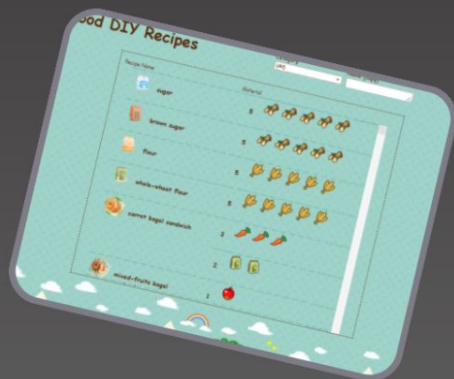 ood DIY Recipes
Recipe Name Material
sugar 5
brown sugar 5
flour 5
whole-wheat flour 5
carrot bagel sandwich 3
2
mixed-fruits bagel 1